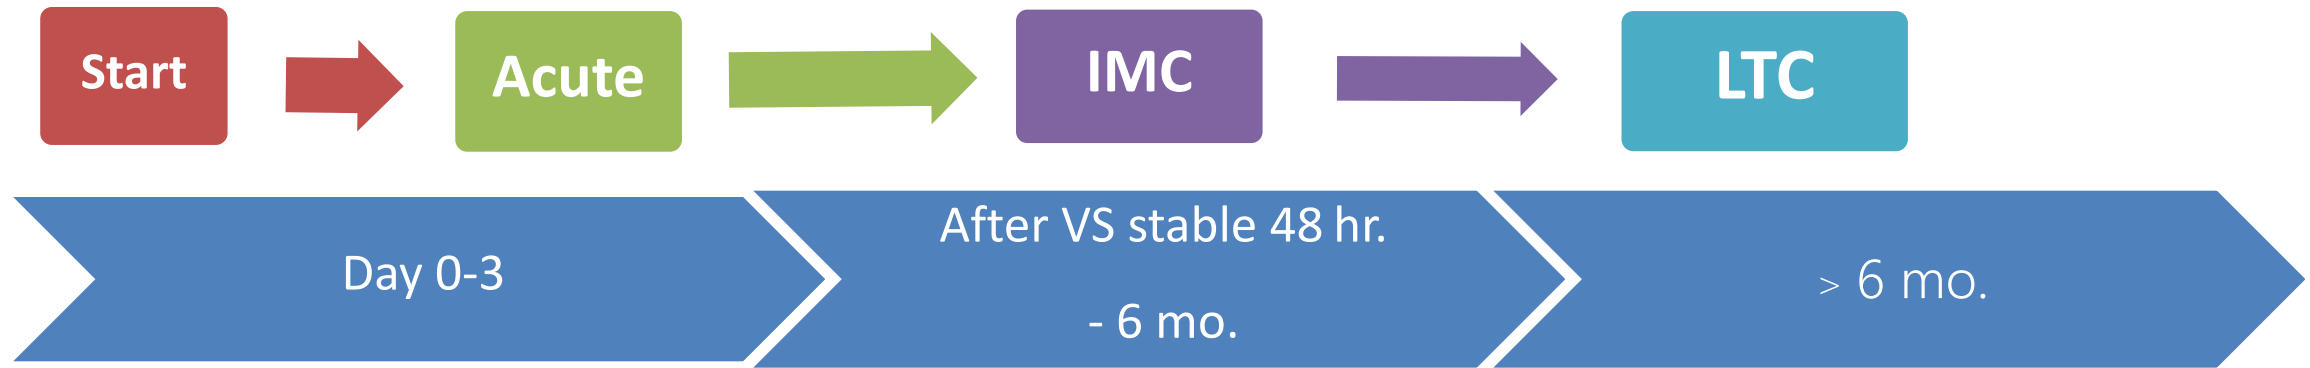 Start
Acute
IMC
LTC
Day 0-3
After VS stable 48 hr.
- 6 mo.
> 6 mo.